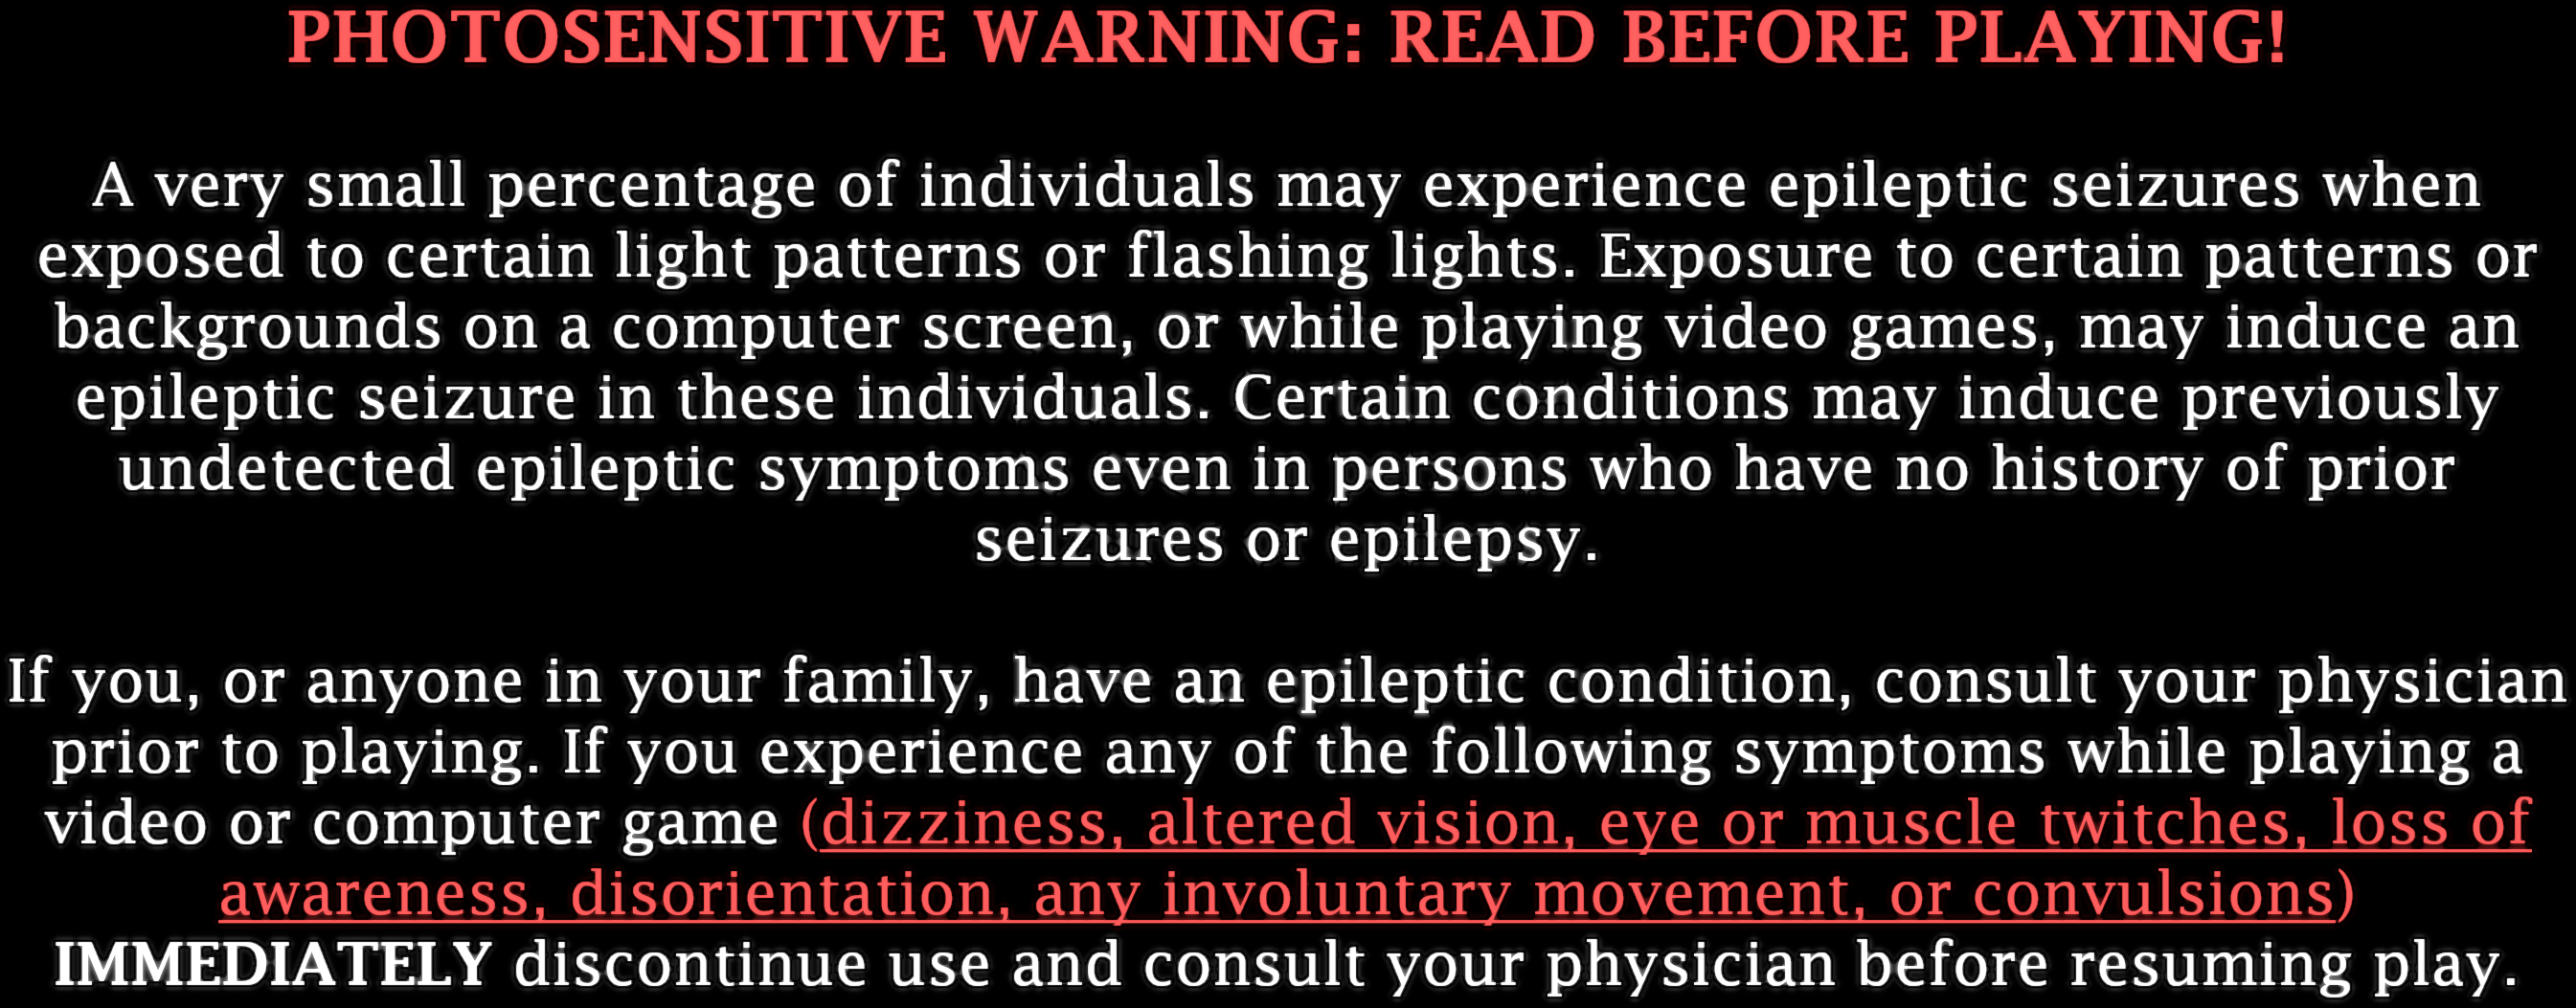 PHOTOSENSITIVE WARNING: READ BEFORE PLAYING!
A very small percentage of individuals may experience epileptic seizures when
exposed to certain light patterns or flashing lights. Exposure to certain patterns or
backgrounds on a computer screen, or while playing video games, may induce an
epileptic seizure in these individuals. Certain conditions may induce previously
undetected epileptic symptoms even in persons who have no history of prior
seizures or epilepsy.
If you, or anyone in your family, have an epileptic condition, consult your physician
prior to playing. If you experience any of the following symptoms while playing a
video or computer game (dizziness, altered vision, eye or muscle twitches, loss of
awareness, disorientation, any involuntary movement, or convulsions)
IMMEDIATELY discontinue use and consult your physician before resuming play.